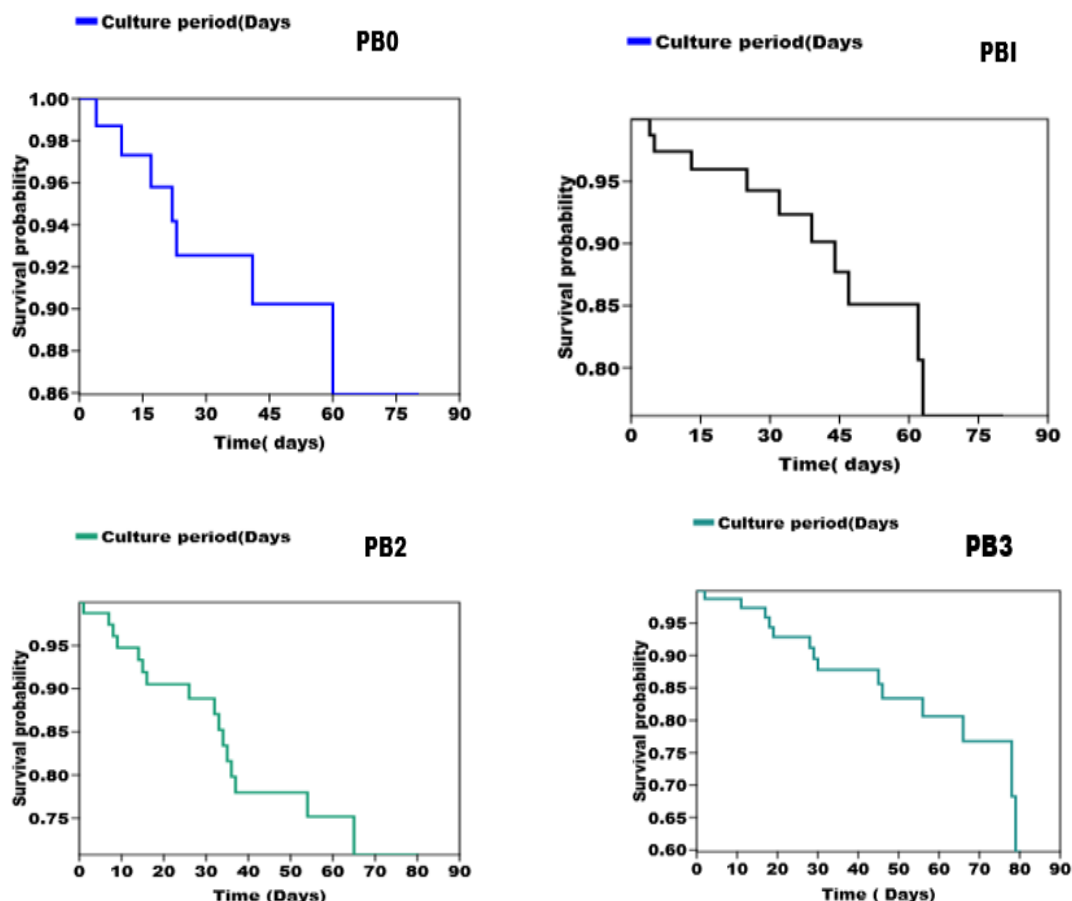 Culture period(Days
PB0
1.00
0.98
0.96
0.94
0.92
0.90
0.88
0.86
Survival probability
0 15 30 45 60 75 90
Time( days)
Culture period(Days
PBI
0.95
0.90
0.85
0.80
Survival probability
0 15 30 45 60 75 90
Time( days)
Culture period(Days
PB2
0.95
0.90
0.85
0.80
0.75
Survival probability
0 10 20 30 40 50 60 70 80 90
Time (Days)
Culture period(Days
PB3
0.95
0.90
0.85
0.80
0.75
0.70
0.65
0.60
Survival probability
0 10 20 30 40 50 60 70 80 90
Time ( Days)